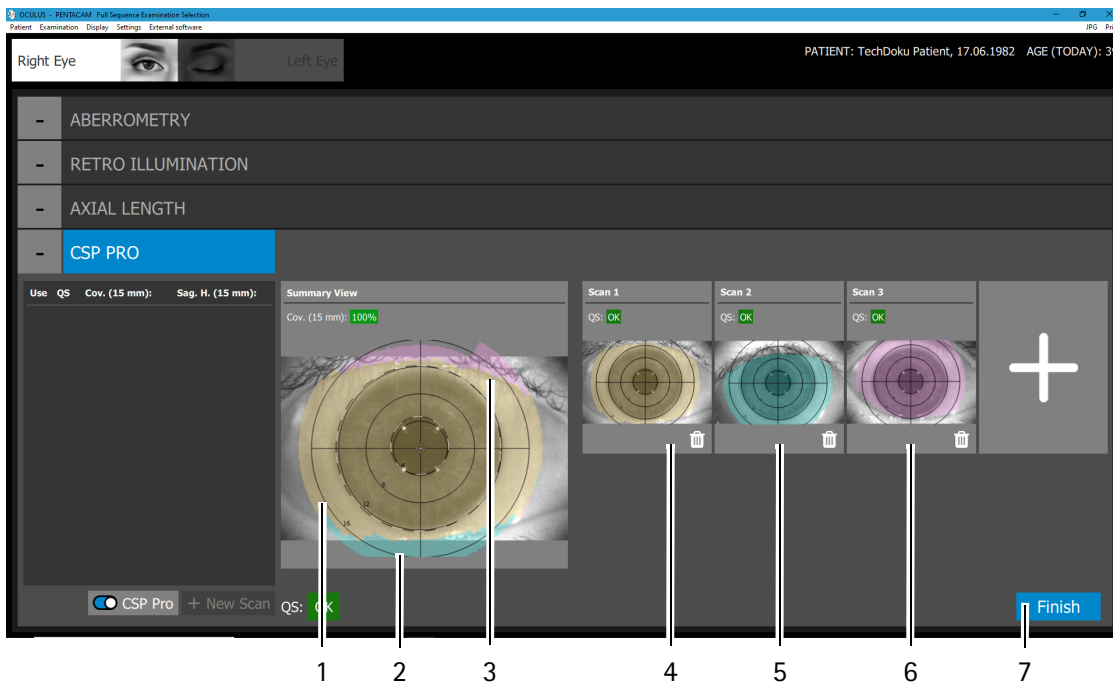 OCULUS - PENTACAM Full Sequence Examination Selection
Patient Examination Display Settings External software JPG Pri
Right Eye Left Eye PATIENT: TechDoku Patient, 17.06.1982 AGE (TODAY): 3
- ABERROMETRY
- RETRO ILLUMINATION
- AXIAL LENGTH
- CSP PRO
Use QS Cov. (15 mm): Sag. H. (15 mm):
Summary View
Cov. (15 mm): 100%
8
12
16
Scan 1
QS: OK
Scan 2
QS: OK
Scan 3
QS: OK
CSP Pro + New Scan QS: OK
Finish
1 2 3 4 5 6 7